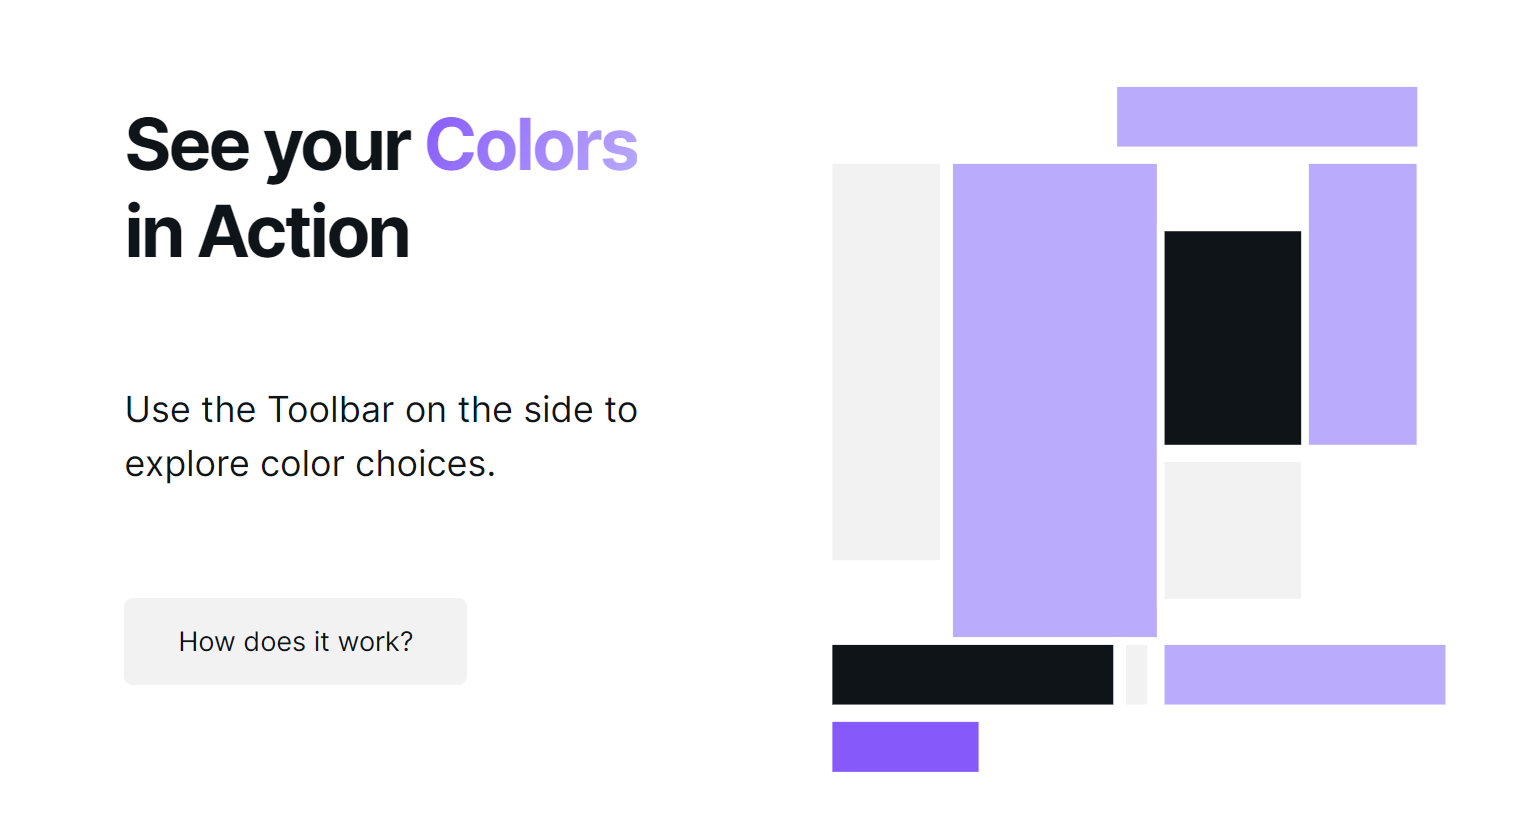 See your Colors
in Action
Use the Toolbar on the side to
explore color choices.
How does it work?